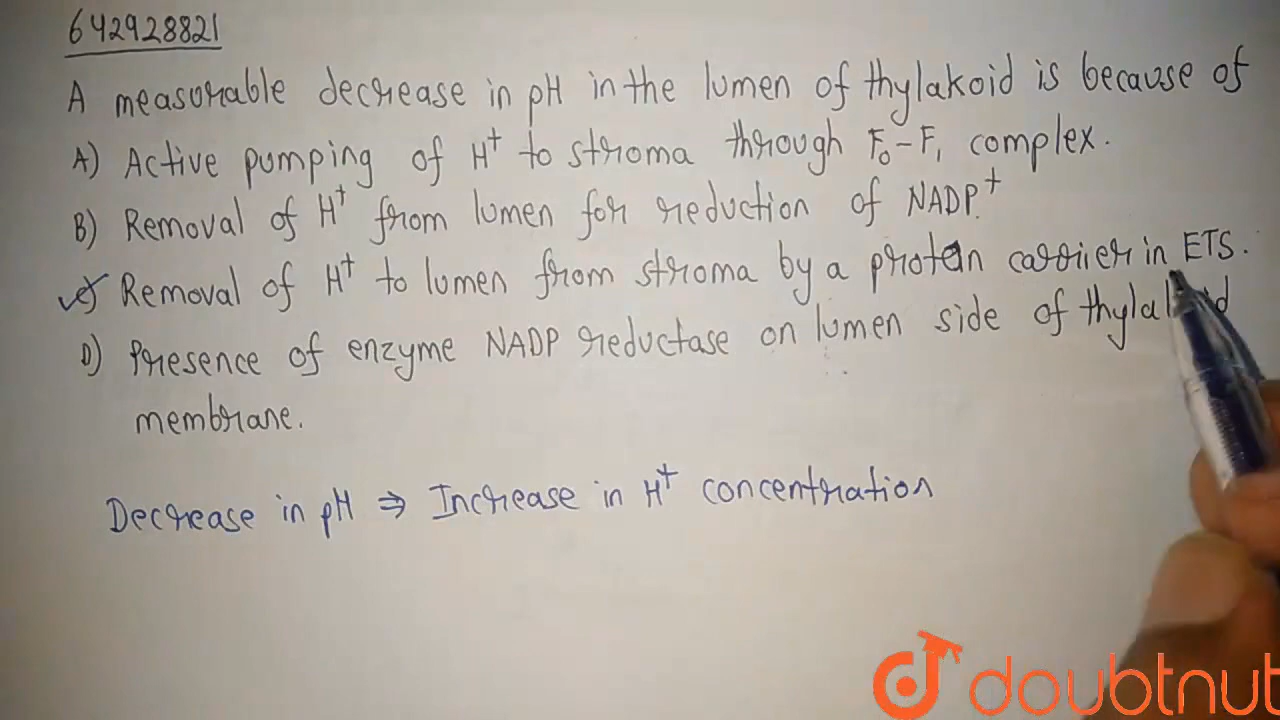 642928821
A measurable decrease in pH in the lumen of thylakoid is because of
A) Active pumping of H⁺ to stroma through F₀-F₁ complex.
B) Removal of H⁺ from lumen for reduction of NADP⁺.
C) Removal of H⁺ to lumen from stroma by a protan carrier in ETS.
D) Presence of enzyme NADP reductase on lumen side of
membrane.
Decrease in pH ⇒ Increase in H⁺ concentration
doubtnut